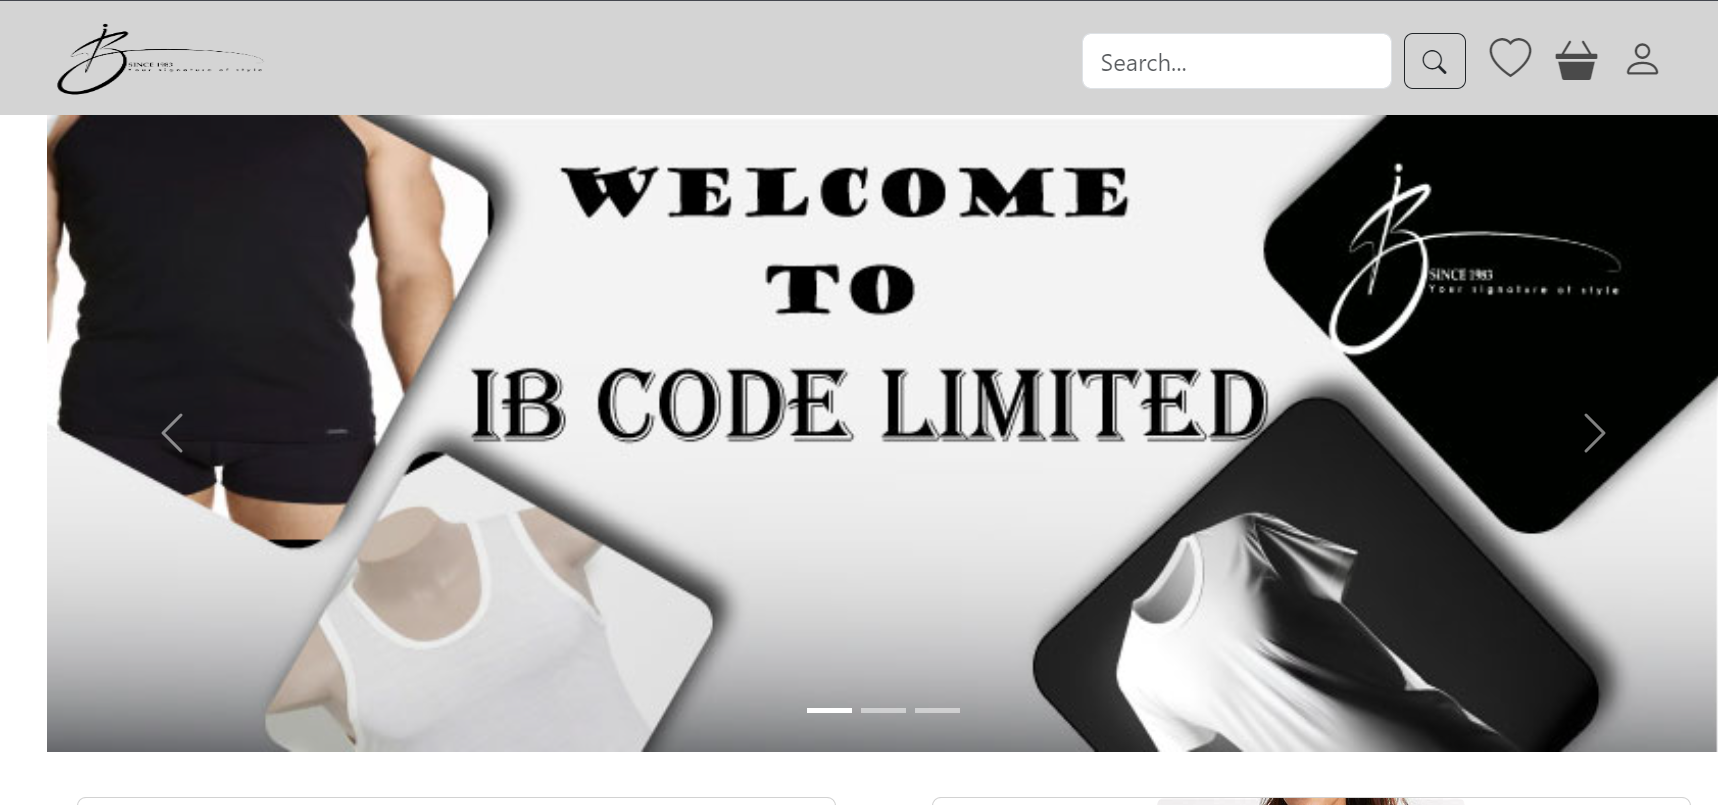 B
SINCE 1983
Your signature of style
Search...
WELCOME
TO
IB CODE LIMITED
B
SINCE 1983
Your signature of style